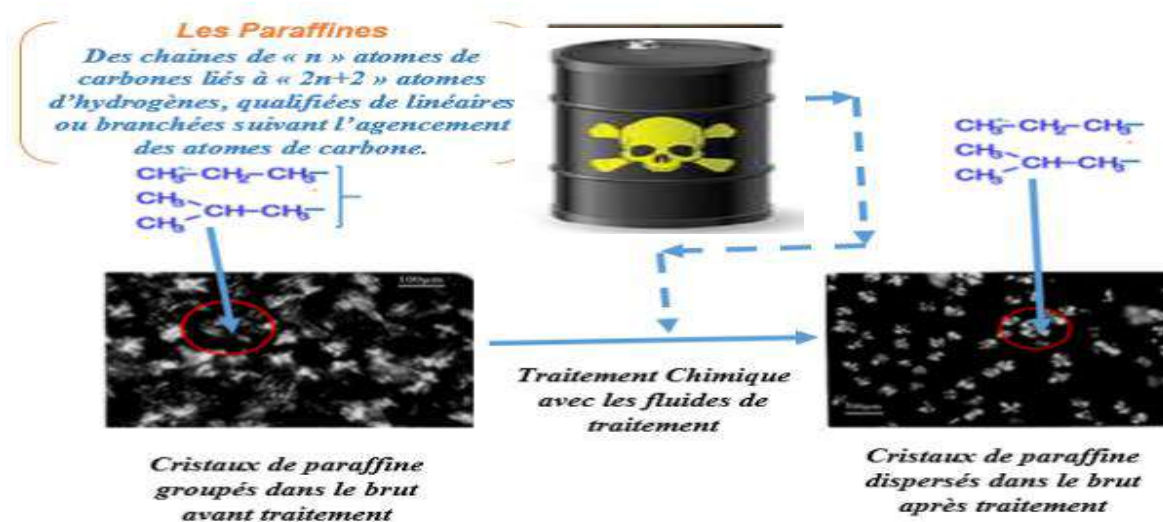 Les Paraffines
Des chaines de « n » atomes de
carbones liés à « 2n+2 » atomes
d'hydrogènes, qualifiées de linéaires
ou branchées suivant l'agencement
des atomes de carbone.
CH₃-CH₂-CH₃
CH₃
CH-CH₃
CH₃
CH₃-CH₂-CH₃
CH₃
CH-CH₃
CH₃
100µm
Traitement Chimique
avec les fluides de
traitement
Cristaux de paraffine
groupés dans le brut
avant traitement
Cristaux de paraffine
dispersés dans le brut
après traitement